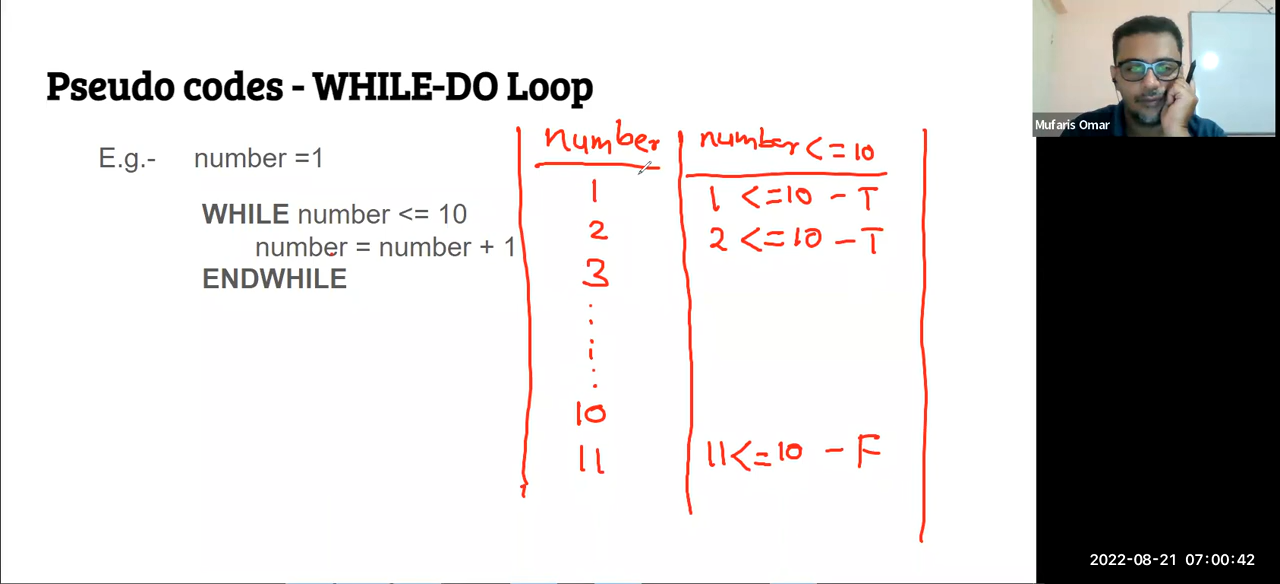 Pseudo codes - WHILE-DO Loop
E.g.- number =1
WHILE number <= 10
number = number + 1
ENDWHILE
number number <= 10
1 1 <=10 - T
2 2 <=10 - T
3
10
11 11<=10 - F
Mufaris Omar
2022-08-21 07:00:42